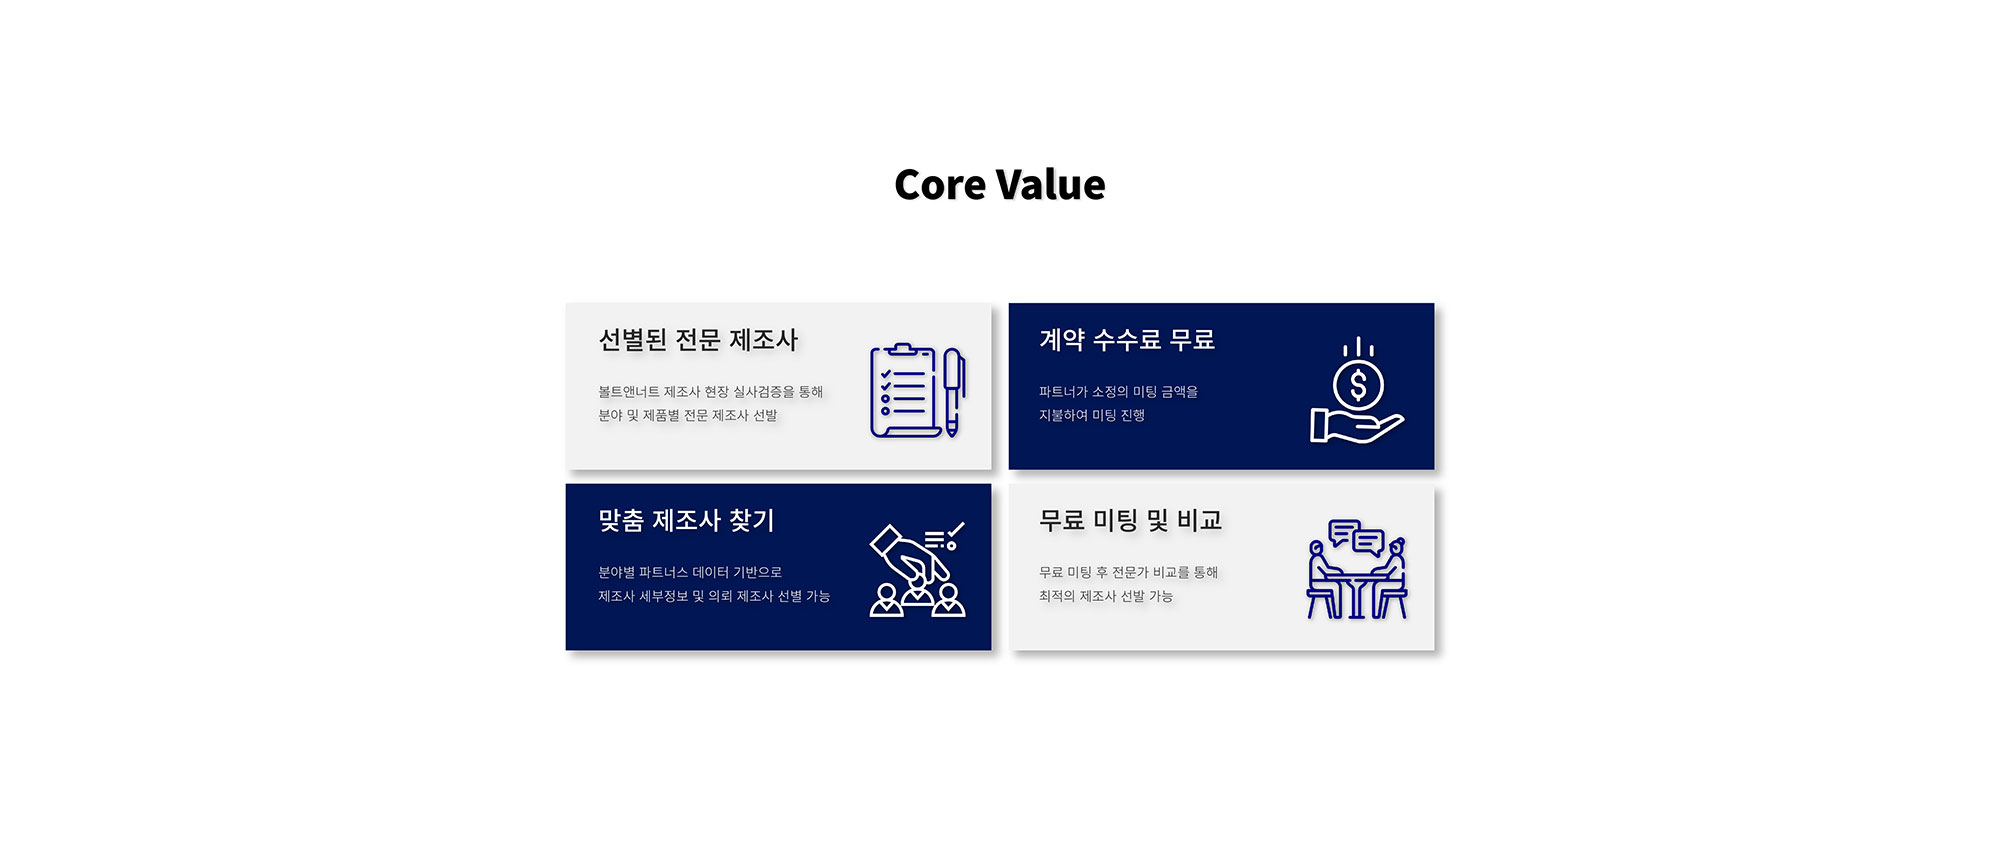 Core Value
선별된 전문 제조사
볼트앤너트 제조사 현장 실사검증을 통해
분야 및 제품별 전문 제조사 선발
계약 수수료 무료
파트너가 소정의 미팅 금액을
지불하여 미팅 진행
맞춤 제조사 찾기
분야별 파트너스 데이터 기반으로
제조사 세부정보 및 의뢰 제조사 선별 가능
무료 미팅 및 비교
무료 미팅 후 전문가 비교를 통해
최적의 제조사 선발 가능